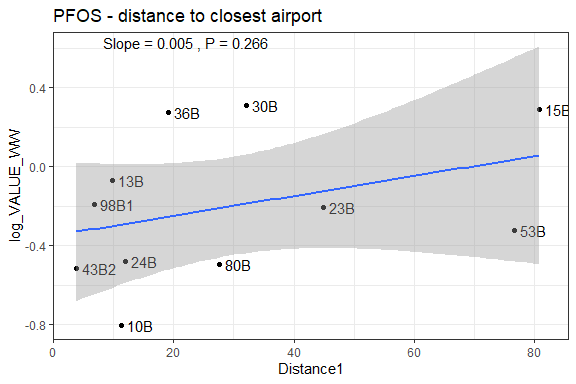 PFOS - distance to closest airport
Slope = 0.005 , P = 0.266
0.4
0.0
-0.4
-0.8
log_VALUE_WW
36B
30B
15B
13B
98B1
23B
53B
43B2
24B
80B
10B
0
20
40
60
80
Distance1